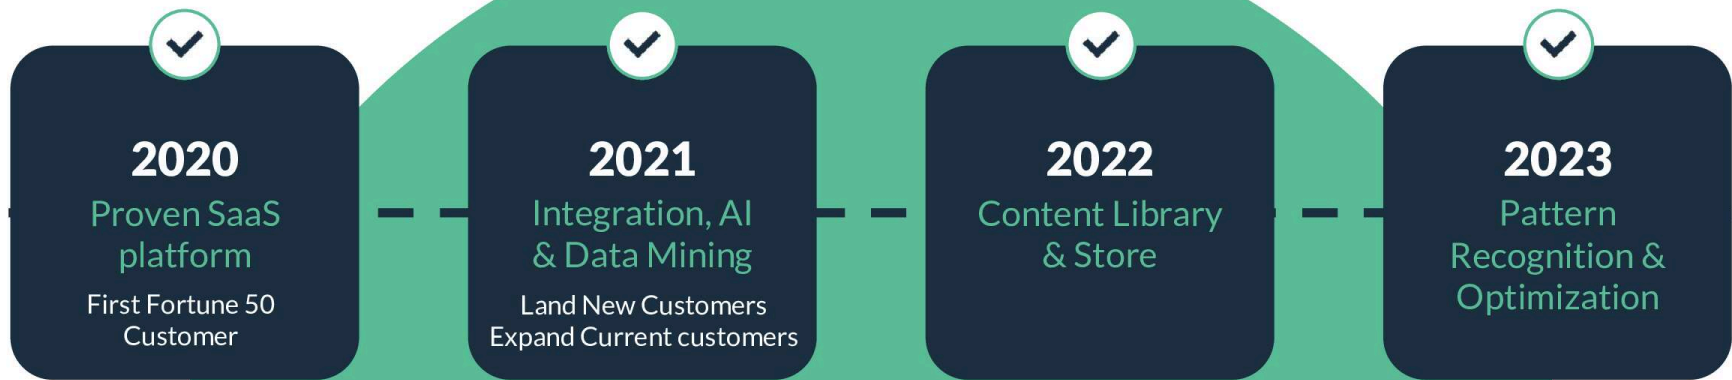 2020
Proven SaaS
platform
First Fortune 50
Customer
2021
Integration, AI
& Data Mining
Land New Customers
Expand Current customers
2022
Content Library
& Store
2023
Pattern
Recognition &
Optimization